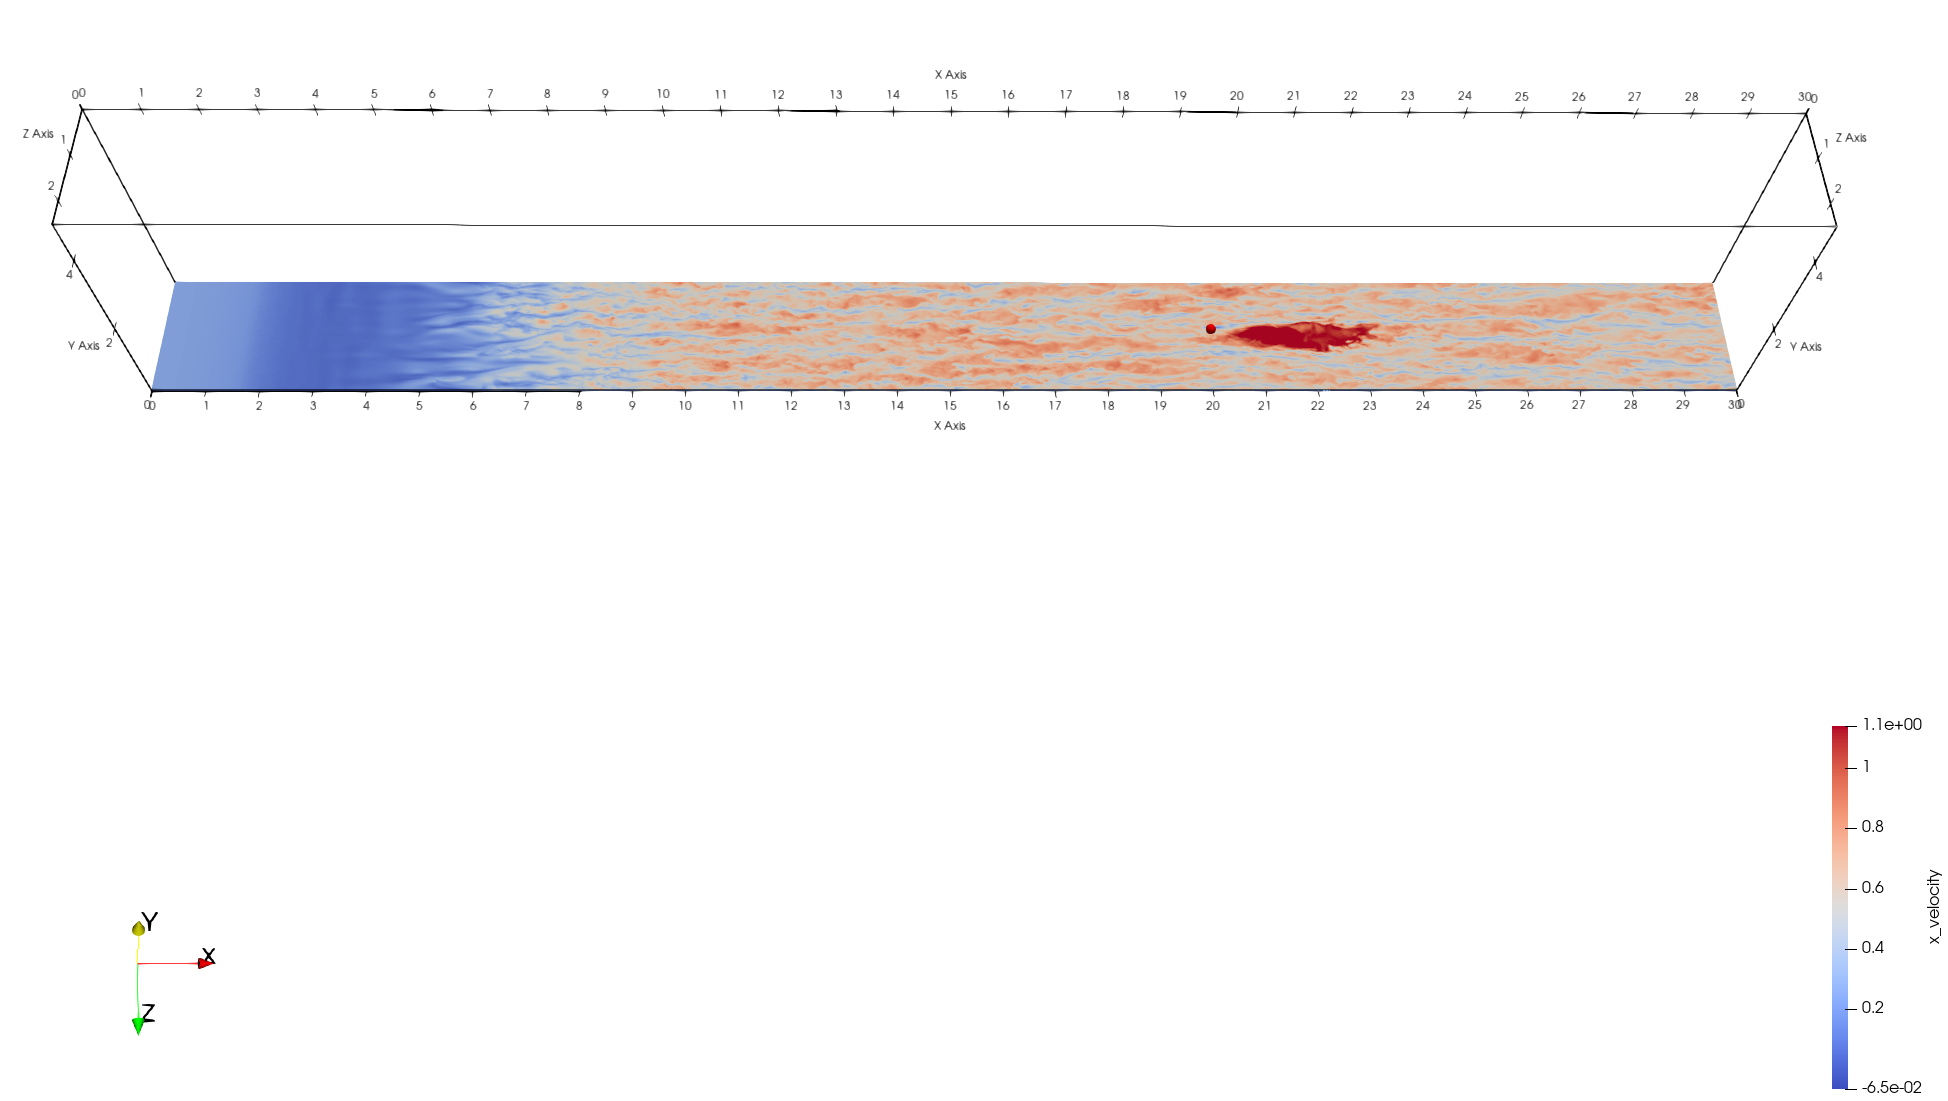 X Axis
0 0 1 2 3 4 5 6 7 8 9 10 11 12 13 14 15 16 17 18 19 20 21 22 23 24 25 26 27 28 29 30 0
Z Axis 1 1 Z Axis
2 2
4 4
Y Axis 2 2 Y Axis
0 0 1 2 3 4 5 6 7 8 9 10 11 12 13 14 15 16 17 18 19 20 21 22 23 24 25 26 27 28 29 30 0
X Axis
1.1e+00
1
0.8
0.6
0.4
0.2
-6.5e-02
x_velocity
Y
X
Z